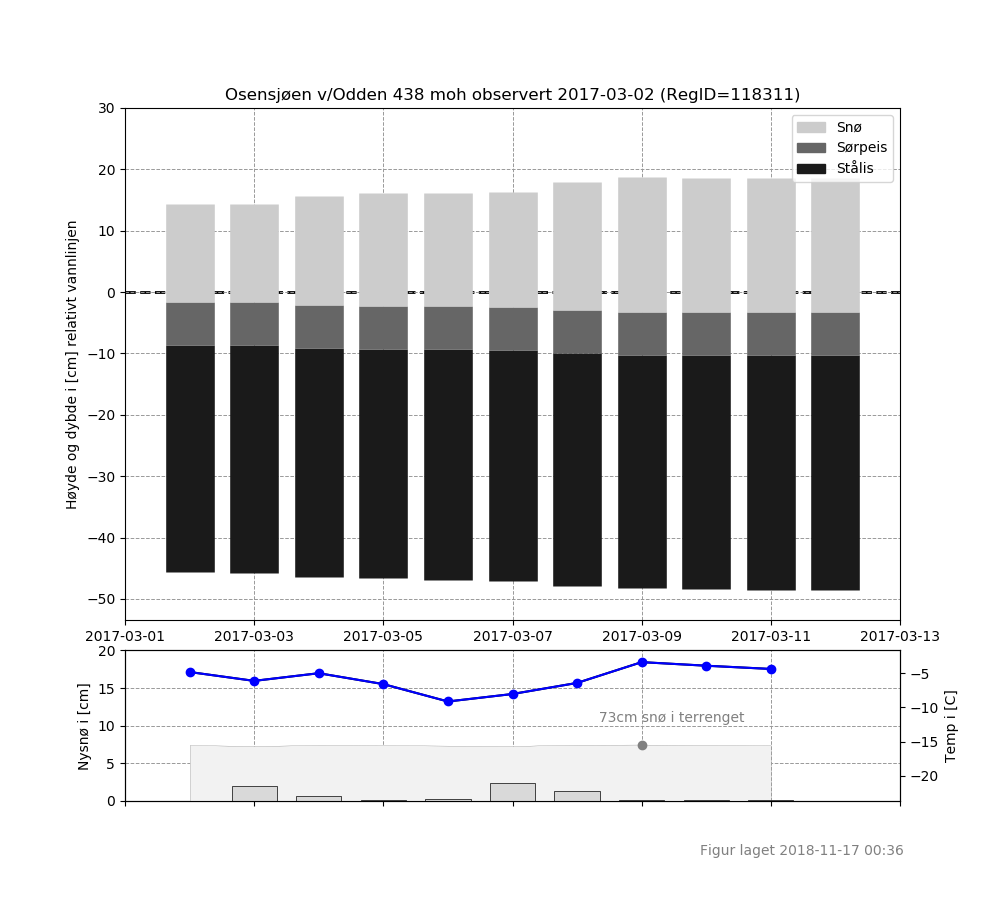 Osensjøen v/Odden 438 moh observert 2017-03-02 (RegID=118311)
Snø
Sørpeis
Stålis
Høyde og dybde i [cm] relativt vannlinjen
30
20
10
0
−10
−20
−30
−40
−50
2017-03-01 2017-03-03 2017-03-05 2017-03-07 2017-03-09 2017-03-11 2017-03-13
Nysnø i [cm]
20
15
10
5
0
73cm snø i terrenget
−5
−10
−15
−20
Temp i [C]
Figur laget 2018-11-17 00:36